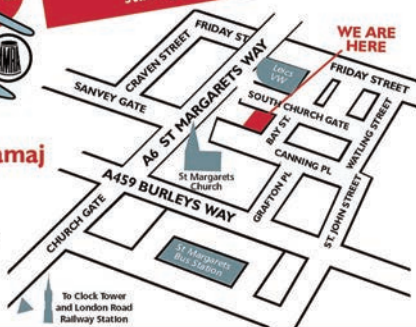 WE ARE
HERE
FRIDAY ST
CRAVEN STREET
SANVEY GATE
A6 ST MARGARETS WAY
Leics
VW
FRIDAY STREET
SOUTH CHURCH GATE
BAY ST.
WATLING STREET
CANNING PL
St Margarets
Church
A459 BURLEYS WAY
GRAFTON PL
ST. JOHN STREET
CHURCH GATE
St Margarets
Bus Station
To Clock Tower
and London Road
Railway Station
amaj